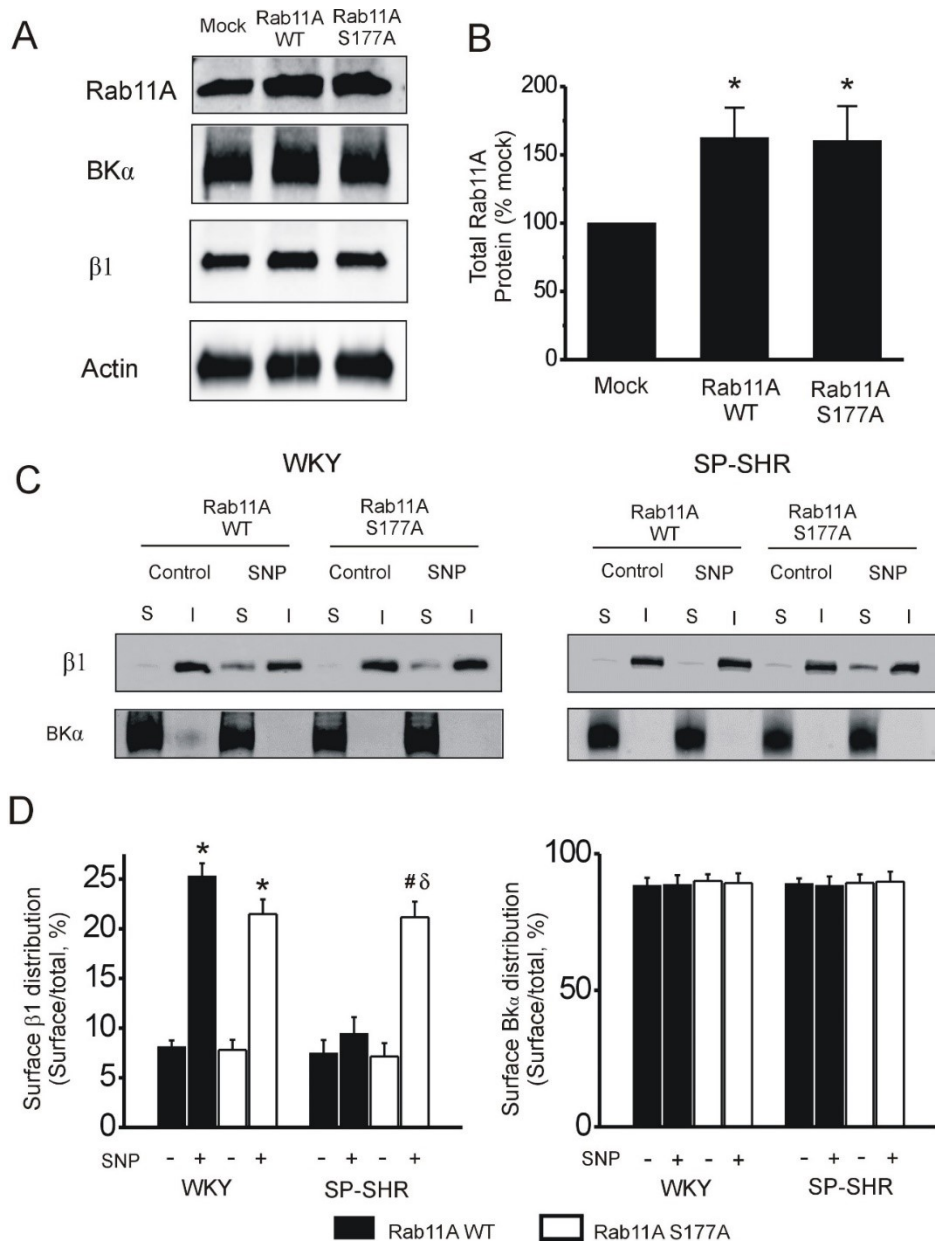 A
Mock
Rab11A
WT
Rab11A
S177A
Rab11A
BKα
β1
Actin
B
Total Rab11A
Protein (% mock)
200
150
100
50
0
*
*
Mock
Rab11A
WT
Rab11A
S177A
C
WKY
Rab11A
WT
Rab11A
S177A
Control SNP Control SNP
S I S I S I S I
β1
BKα
SP-SHR
Rab11A
WT
Rab11A
S177A
Control SNP Control SNP
S I S I S I S I
D
Surface β1 distribution
(Surface/total, %)
25
20
15
10
5
0
*
*
#δ
SNP - + - + - + - +
WKY SP-SHR
Surface Bkα distribution
(Surface/total, %)
100
50
0
- + - + - + - +
WKY SP-SHR
Rab11A WT Rab11A S177A